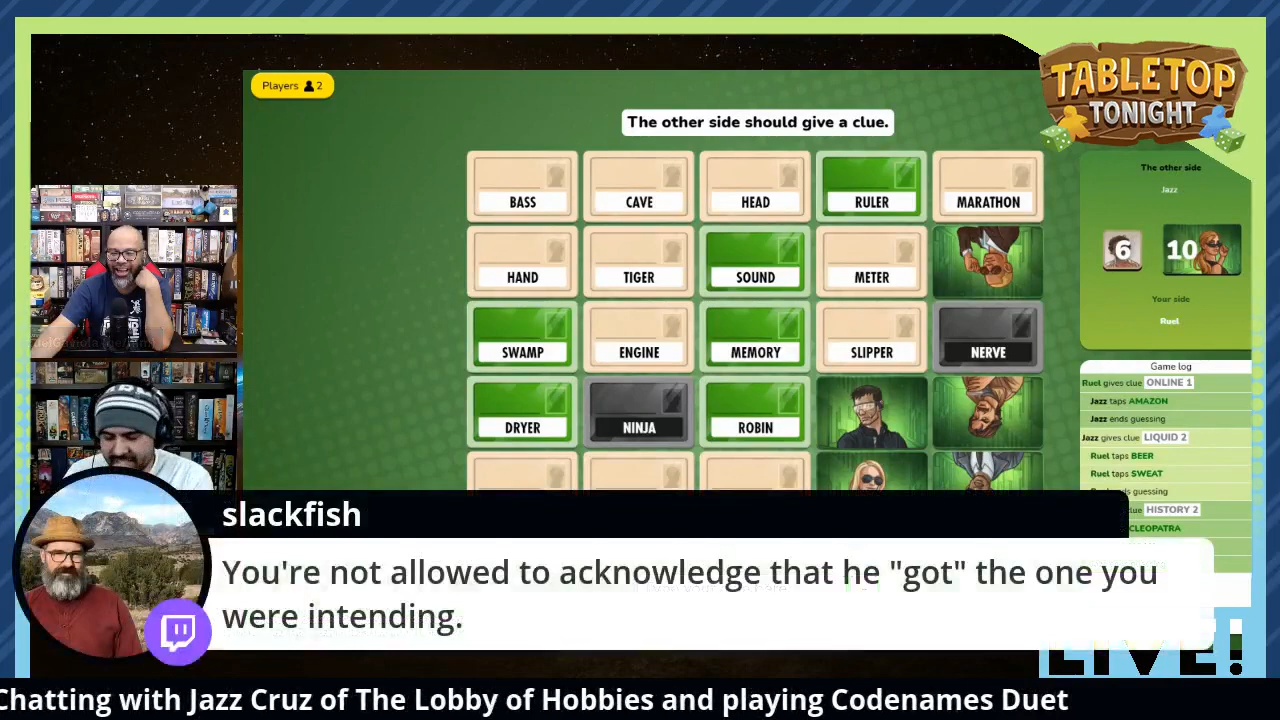 Players 2
The other side should give a clue.
TABLETOP
TONIGHT
BASS
CAVE
HEAD
RULER
MARATHON
HAND
TIGER
SOUND
METER
SWAMP
ENGINE
MEMORY
SLIPPER
NERVE
DRYER
NINJA
ROBIN
The other side
Jazz
6
10
Your side
Ruel
Game log
Ruel gives clue ONLINE 1
Jazz taps AMAZON
Jazz ends guessing
Jazz gives clue LIQUID 2
Ruel taps BEER
Ruel taps SWEAT
guessing
HISTORY 2
CLEOPATRA
slackfish
You're not allowed to acknowledge that he "got" the one you
were intending.
LIVE!
Chatting with Jazz Cruz of The Lobby of Hobbies and playing Codenames Duet